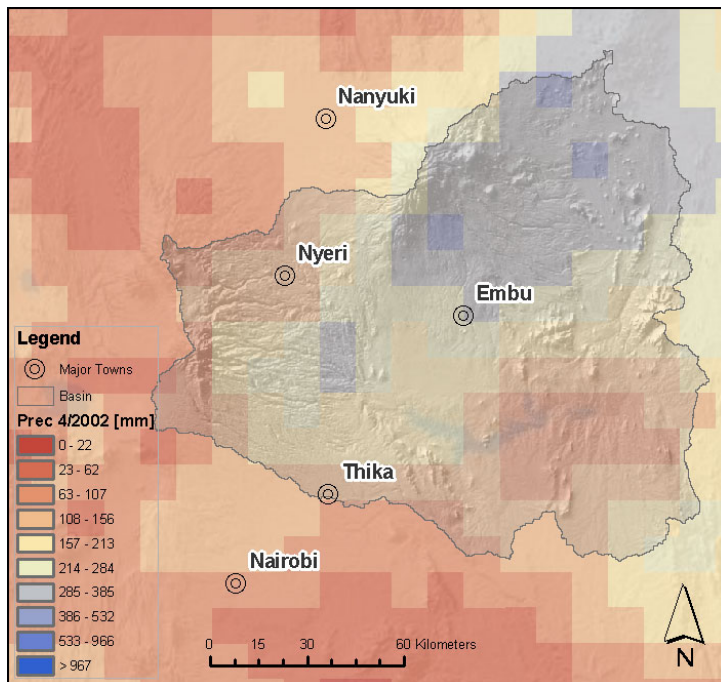 Nanyuki
Nyeri
Embu
Legend
Major Towns
Basin
Prec 4/2002 [mm]
0 - 22
23 - 62
63 - 107
108 - 156
157 - 213
214 - 284
285 - 385
386 - 532
533 - 966
> 967
Thika
Nairobi
0 15 30 60 Kilometers
N